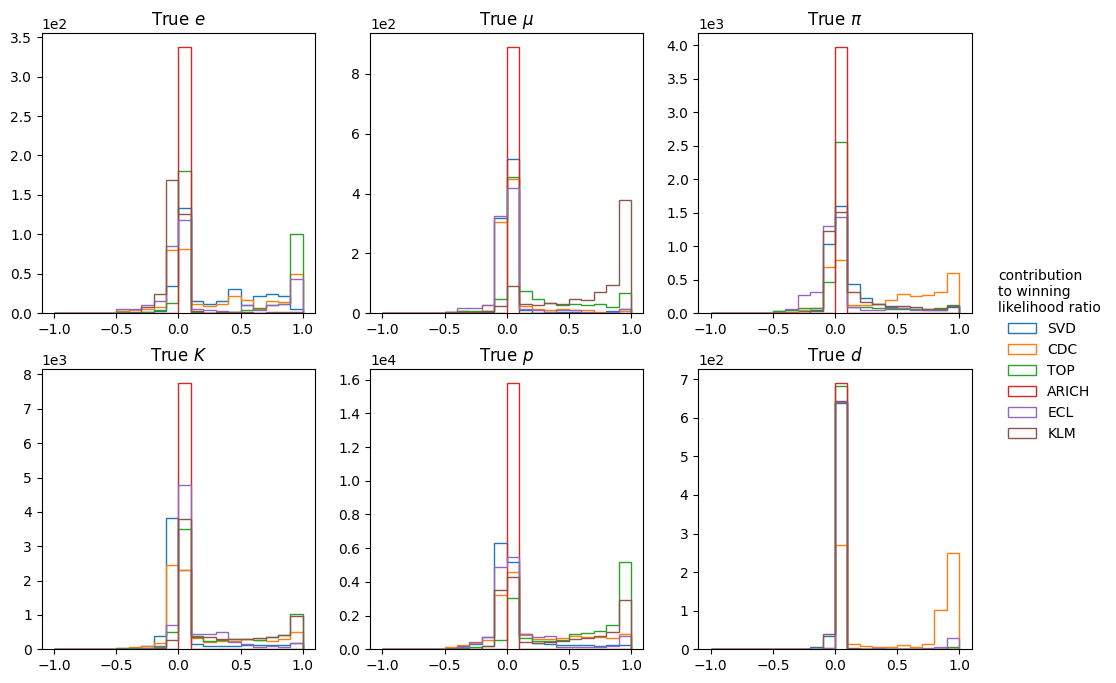 True e
1e2
3.5
3.0
2.5
2.0
1.5
1.0
0.5
0.0
−1.0 −0.5 0.0 0.5 1.0
True μ
1e2
8
6
4
2
0
−1.0 −0.5 0.0 0.5 1.0
True π
1e3
4.0
3.5
3.0
2.5
2.0
1.5
1.0
0.5
0.0
−1.0 −0.5 0.0 0.5 1.0
True K
1e3
8
7
6
5
4
3
2
1
0
−1.0 −0.5 0.0 0.5 1.0
True p
1e4
1.6
1.4
1.2
1.0
0.8
0.6
0.4
0.2
0.0
−1.0 −0.5 0.0 0.5 1.0
True d
1e2
7
6
5
4
3
2
1
0
−1.0 −0.5 0.0 0.5 1.0
contribution
to winning
likelihood ratio
SVD
CDC
TOP
ARICH
ECL
KLM